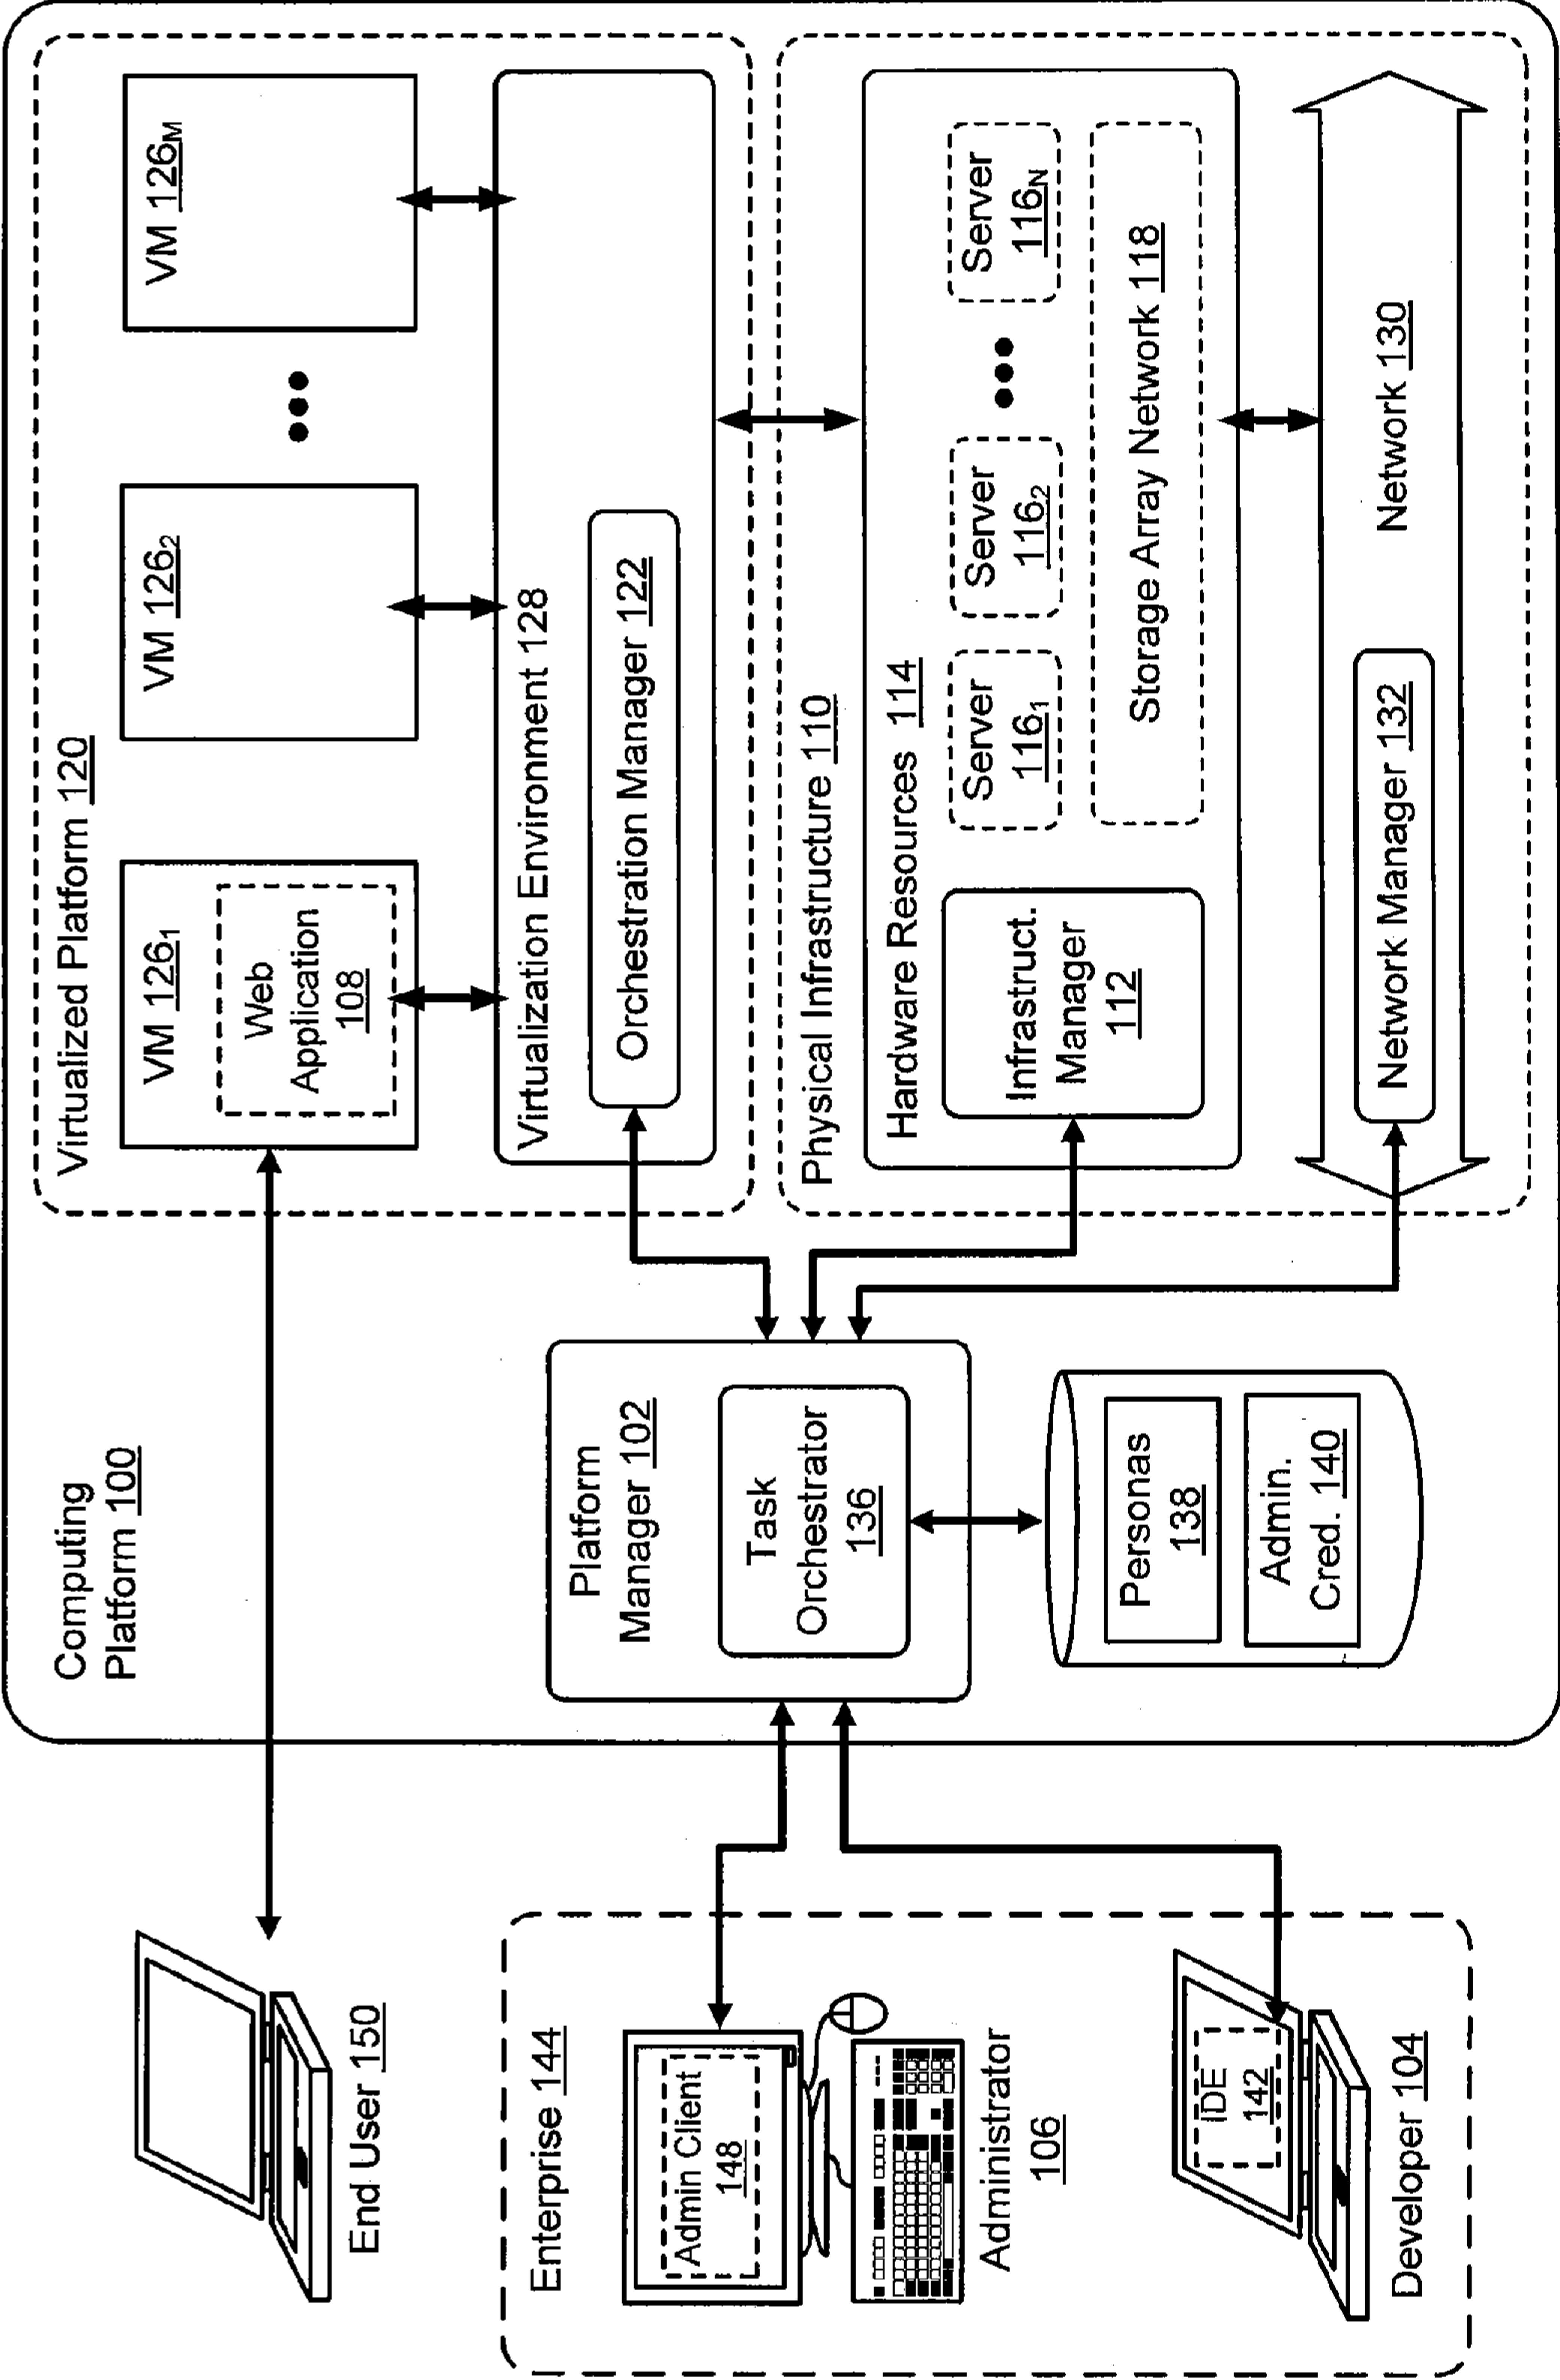 End User 150
Enterprise 144
Admin Client
148
Administrator
106
IDE
142
Developer 104
Computing
Platform 100
Platform
Manager 102
Task
Orchestrator
136
Personas
138
Admin.
Cred. 140
Virtualized Platform 120
VM 126₁
Web
Application
108
VM 126₂
VM 126M
Virtualization Environment 128
Orchestration Manager 122
Physical Infrastructure 110
Hardware Resources 114
Infrastruct.
Manager
112
Server
116₁
Server
116₂
Server
116N
Storage Array Network 118
Network 130
Network Manager 132